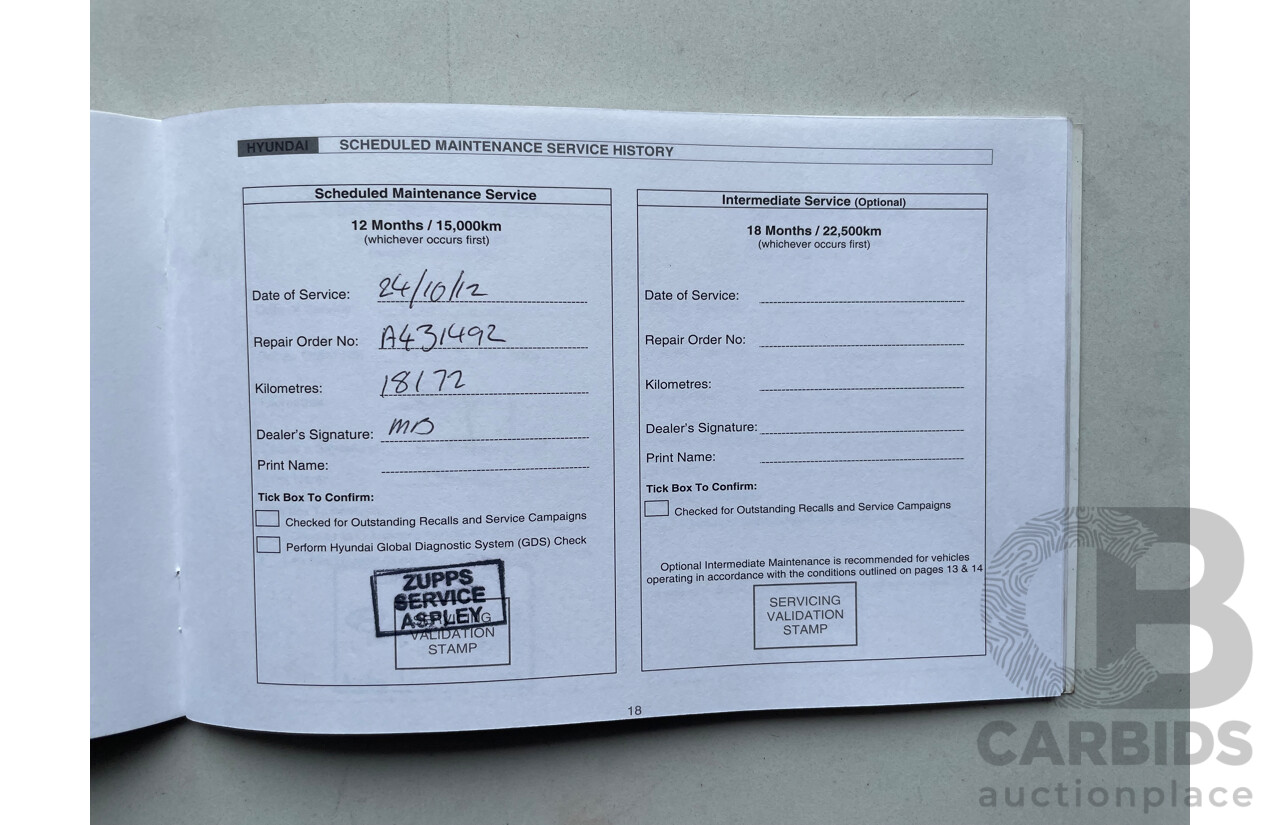 HYUNDAI SCHEDULED MAINTENANCE SERVICE HISTORY
Scheduled Maintenance Service
12 Months / 15,000km
(whichever occurs first)
Date of Service: 24/10/12
Repair Order No: A431492
Kilometres: 18172
Dealer's Signature: MB
Print Name:
Tick Box To Confirm:
Checked for Outstanding Recalls and Service Campaigns
Perform Hyundai Global Diagnostic System (GDS) Check
ZUPPS
SERVICE
ASPLEY
SERVICING
VALIDATION
STAMP
Intermediate Service (Optional)
18 Months / 22,500km
(whichever occurs first)
Date of Service:
Repair Order No:
Kilometres:
Dealer's Signature:
Print Name:
Tick Box To Confirm:
Checked for Outstanding Recalls and Service Campaigns
Optional Intermediate Maintenance is recommended for vehicles
operating in accordance with the conditions outlined on pages 13 & 14
SERVICING
VALIDATION
STAMP
18
CB
CARBIDS
auctionplace